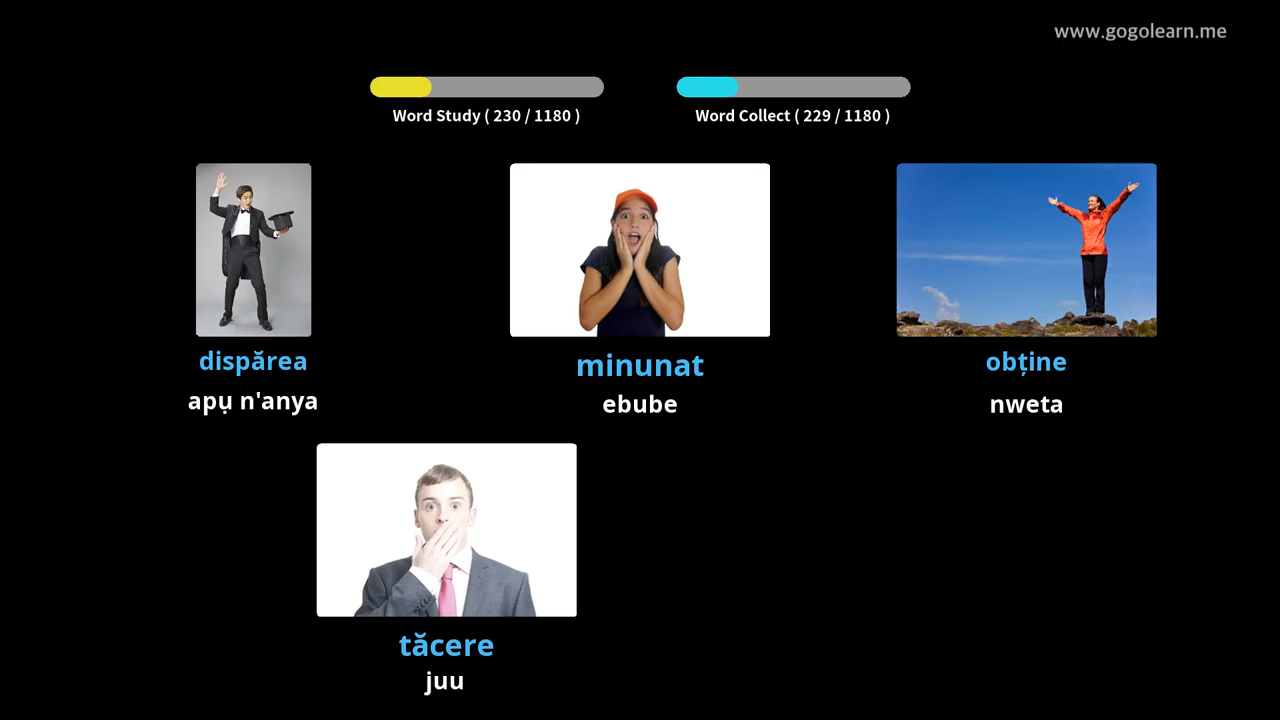 www.gogolearn.me
Word Study ( 230 / 1180 )
Word Collect ( 229 / 1180 )
dispărea
apụ n'anya
minunat
ebube
obține
nweta
tăcere
juu